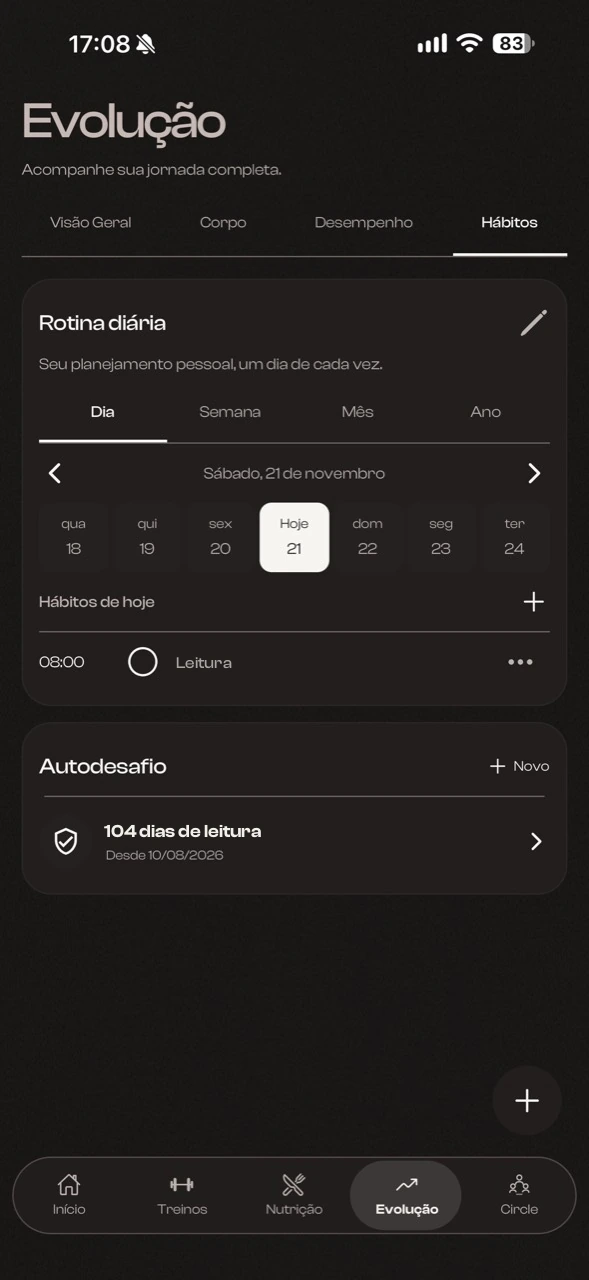 17:08
83
Evolução
Acompanhe sua jornada completa.
Visão Geral Corpo Desempenho Hábitos
Rotina diária
Seu planejamento pessoal, um dia de cada vez.
Dia Semana Mês Ano
Sábado, 21 de novembro
qua qui sex Hoje dom seg ter
18 19 20 21 22 23 24
Hábitos de hoje
08:00 Leitura
Autodesafio + Novo
104 dias de leitura
Desde 10/08/2026
Início Treinos Nutrição Evolução Circle